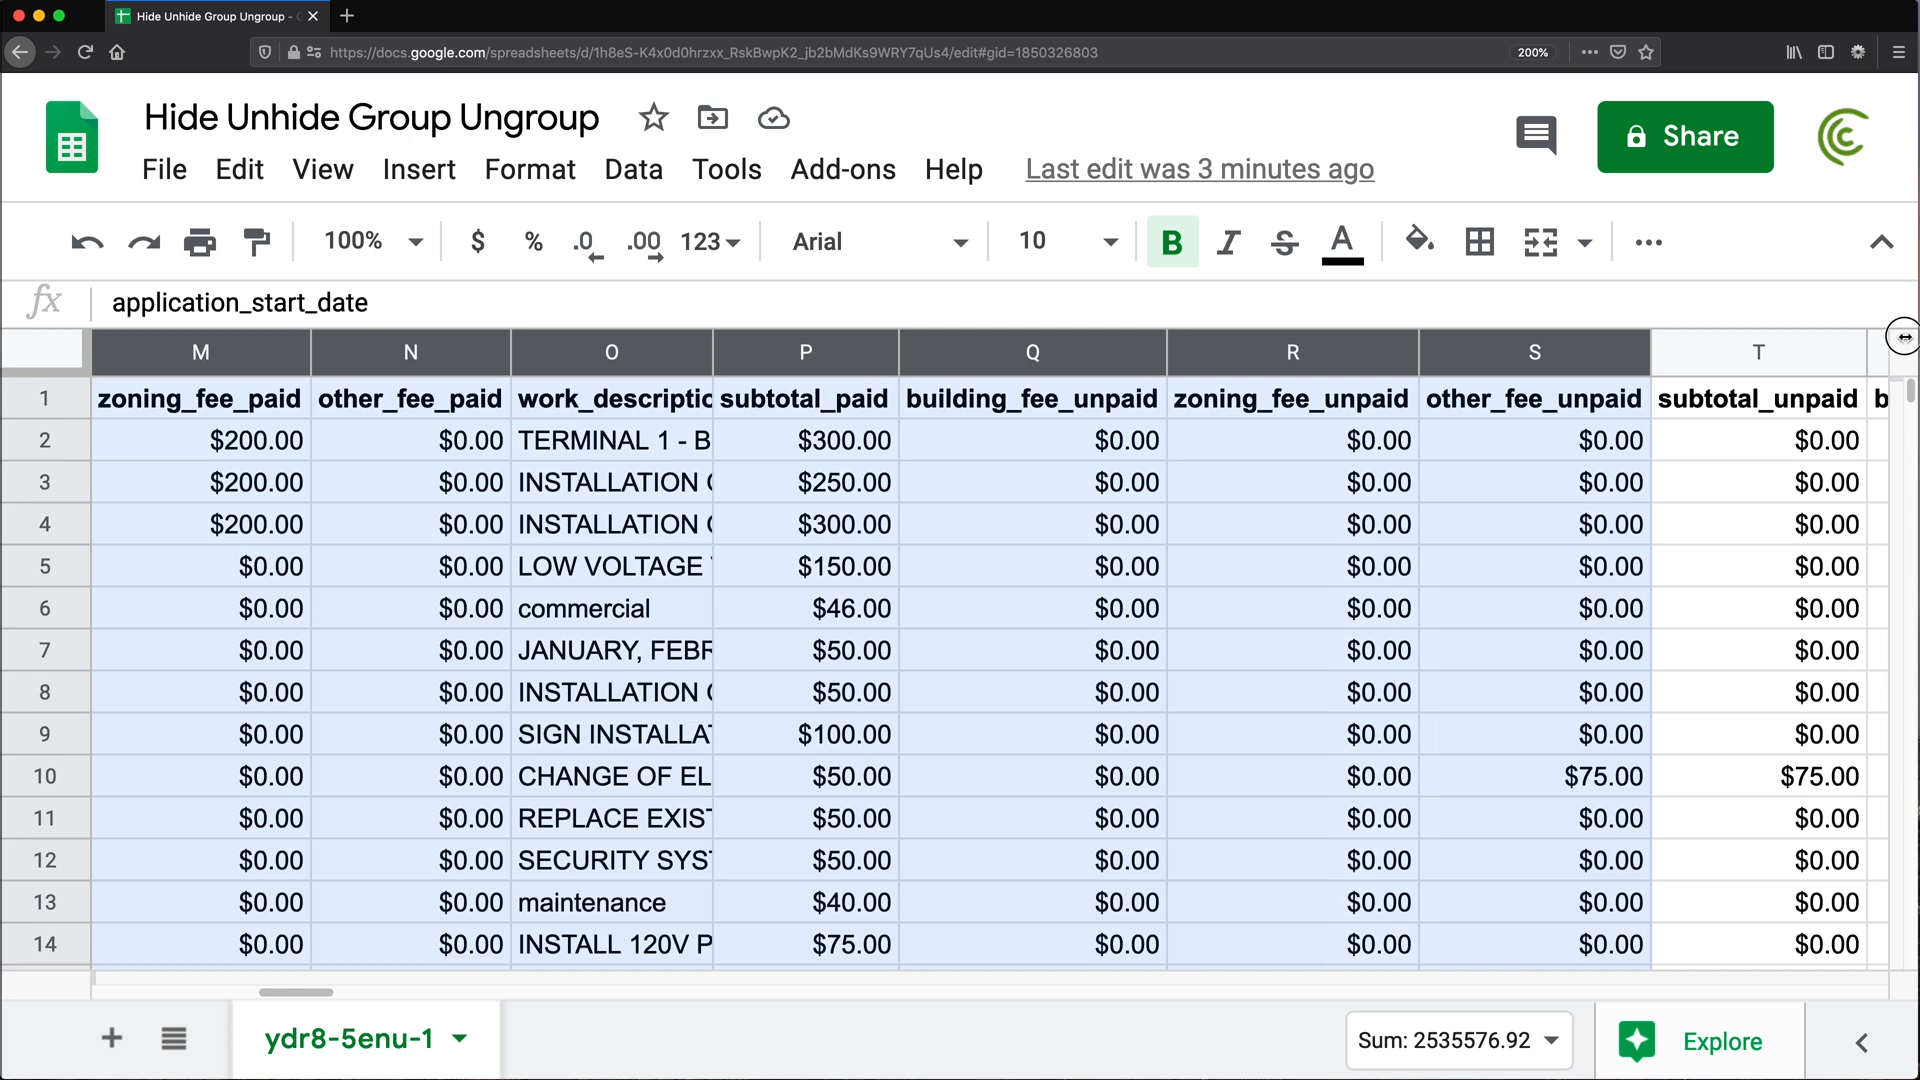 Hide Unhide Group Ungroup -
https://docs.google.com/spreadsheets/d/1h8eS-K4x0d0hrzxx_RskBwpK2_jb2bMdKs9WRY7qUs4/edit#gid=1850326803 200%
Hide Unhide Group Ungroup
Share
File Edit View Insert Format Data Tools Add-ons Help Last edit was 3 minutes ago
100% $ % .0 .00 123 Arial 10 B I S A
fx application_start_date
M N O P Q R S T
1 zoning_fee_paid other_fee_paid work_descriptio subtotal_paid building_fee_unpaid zoning_fee_unpaid other_fee_unpaid subtotal_unpaid b
2 $200.00 $0.00 TERMINAL 1 - B $300.00 $0.00 $0.00 $0.00 $0.00
3 $200.00 $0.00 INSTALLATION $250.00 $0.00 $0.00 $0.00 $0.00
4 $200.00 $0.00 INSTALLATION $300.00 $0.00 $0.00 $0.00 $0.00
5 $0.00 $0.00 LOW VOLTAGE $150.00 $0.00 $0.00 $0.00 $0.00
6 $0.00 $0.00 commercial $46.00 $0.00 $0.00 $0.00 $0.00
7 $0.00 $0.00 JANUARY, FEBR $50.00 $0.00 $0.00 $0.00 $0.00
8 $0.00 $0.00 INSTALLATION $50.00 $0.00 $0.00 $0.00 $0.00
9 $0.00 $0.00 SIGN INSTALLAT $100.00 $0.00 $0.00 $0.00 $0.00
10 $0.00 $0.00 CHANGE OF EL $50.00 $0.00 $0.00 $75.00 $75.00
11 $0.00 $0.00 REPLACE EXIST $50.00 $0.00 $0.00 $0.00 $0.00
12 $0.00 $0.00 SECURITY SYST $50.00 $0.00 $0.00 $0.00 $0.00
13 $0.00 $0.00 maintenance $40.00 $0.00 $0.00 $0.00 $0.00
14 $0.00 $0.00 INSTALL 120V P $75.00 $0.00 $0.00 $0.00 $0.00
ydr8-5enu-1 Sum: 2535576.92 Explore